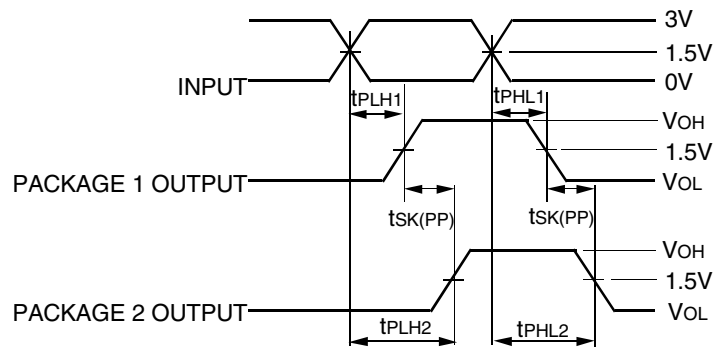 3V
1.5V
INPUT
0V
tPLH1
tPHL1
VOH
1.5V
PACKAGE 1 OUTPUT
VOL
tSK(PP)
tSK(PP)
VOH
1.5V
PACKAGE 2 OUTPUT
VOL
tPLH2
tPHL2